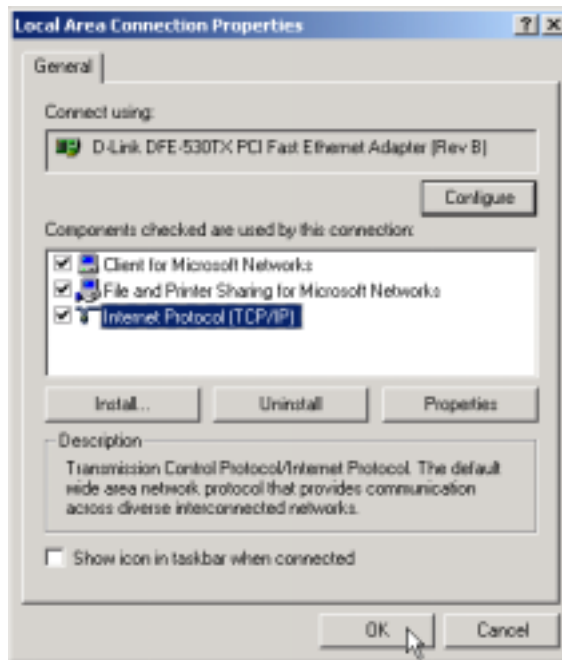 Local Area Connection Properties
General
Connect using:
D-Link DFE-530TX PCI Fast Ethernet Adapter (Rev B)
Configure
Components checked are used by this connection:
Client for Microsoft Networks
File and Printer Sharing for Microsoft Networks
Internet Protocol (TCP/IP)
Install...
Uninstall
Properties
Description
Transmission Control Protocol/Internet Protocol. The default
wide area network protocol that provides communication
across diverse interconnected networks.
Show icon in taskbar when connected
OK
Cancel